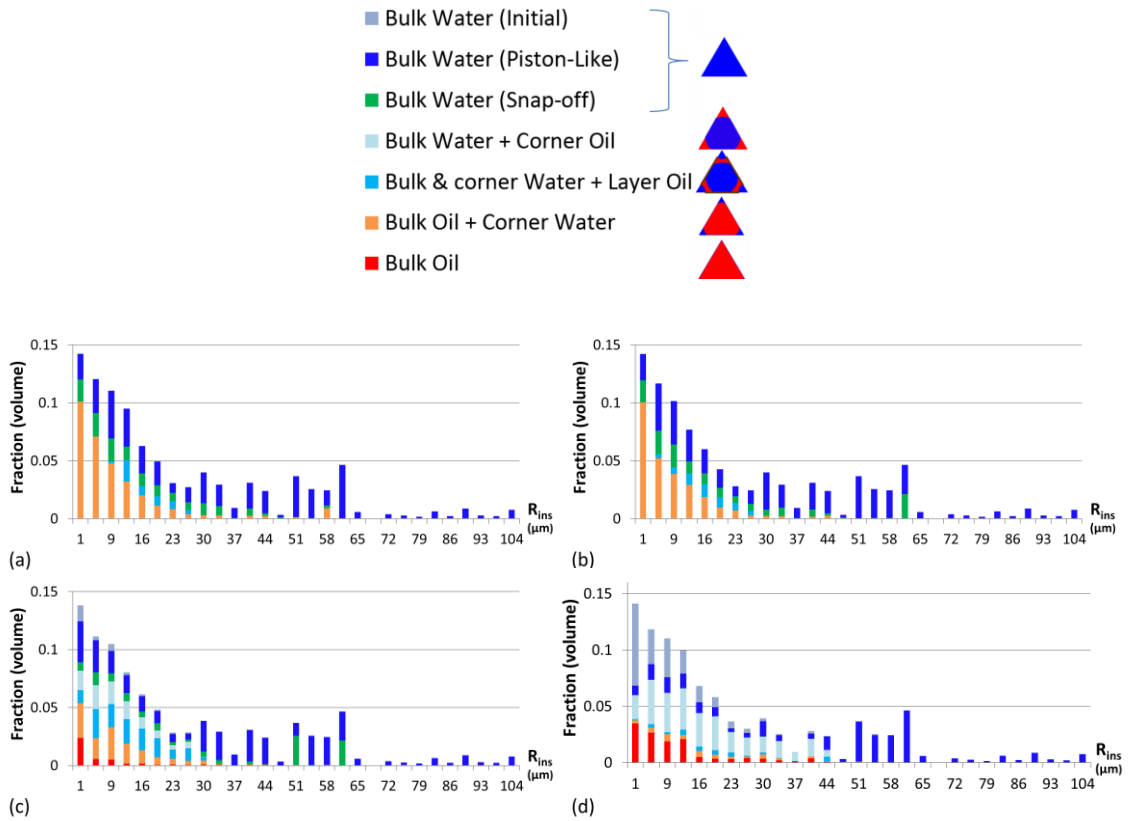 Bulk Water (Initial)
Bulk Water (Piston-Like)
Bulk Water (Snap-off)
Bulk Water + Corner Oil
Bulk & corner Water + Layer Oil
Bulk Oil + Corner Water
Bulk Oil
0.15
0.1
0.05
0
Fraction (volume)
1 9 16 23 30 37 44 51 58 65 72 79 86 93 104
Rins
(µm)
(a)
0.15
0.1
0.05
0
Fraction (volume)
1 9 16 23 30 37 44 51 58 65 72 79 86 93 104
Rins
(µm)
(b)
0.15
0.1
0.05
0
Fraction (volume)
1 9 16 23 30 37 44 51 58 65 72 79 86 93 104
Rins
(µm)
(c)
0.15
0.1
0.05
0
Fraction (volume)
1 9 16 23 30 37 44 51 58 65 72 79 86 93 104
Rins
(µm)
(d)